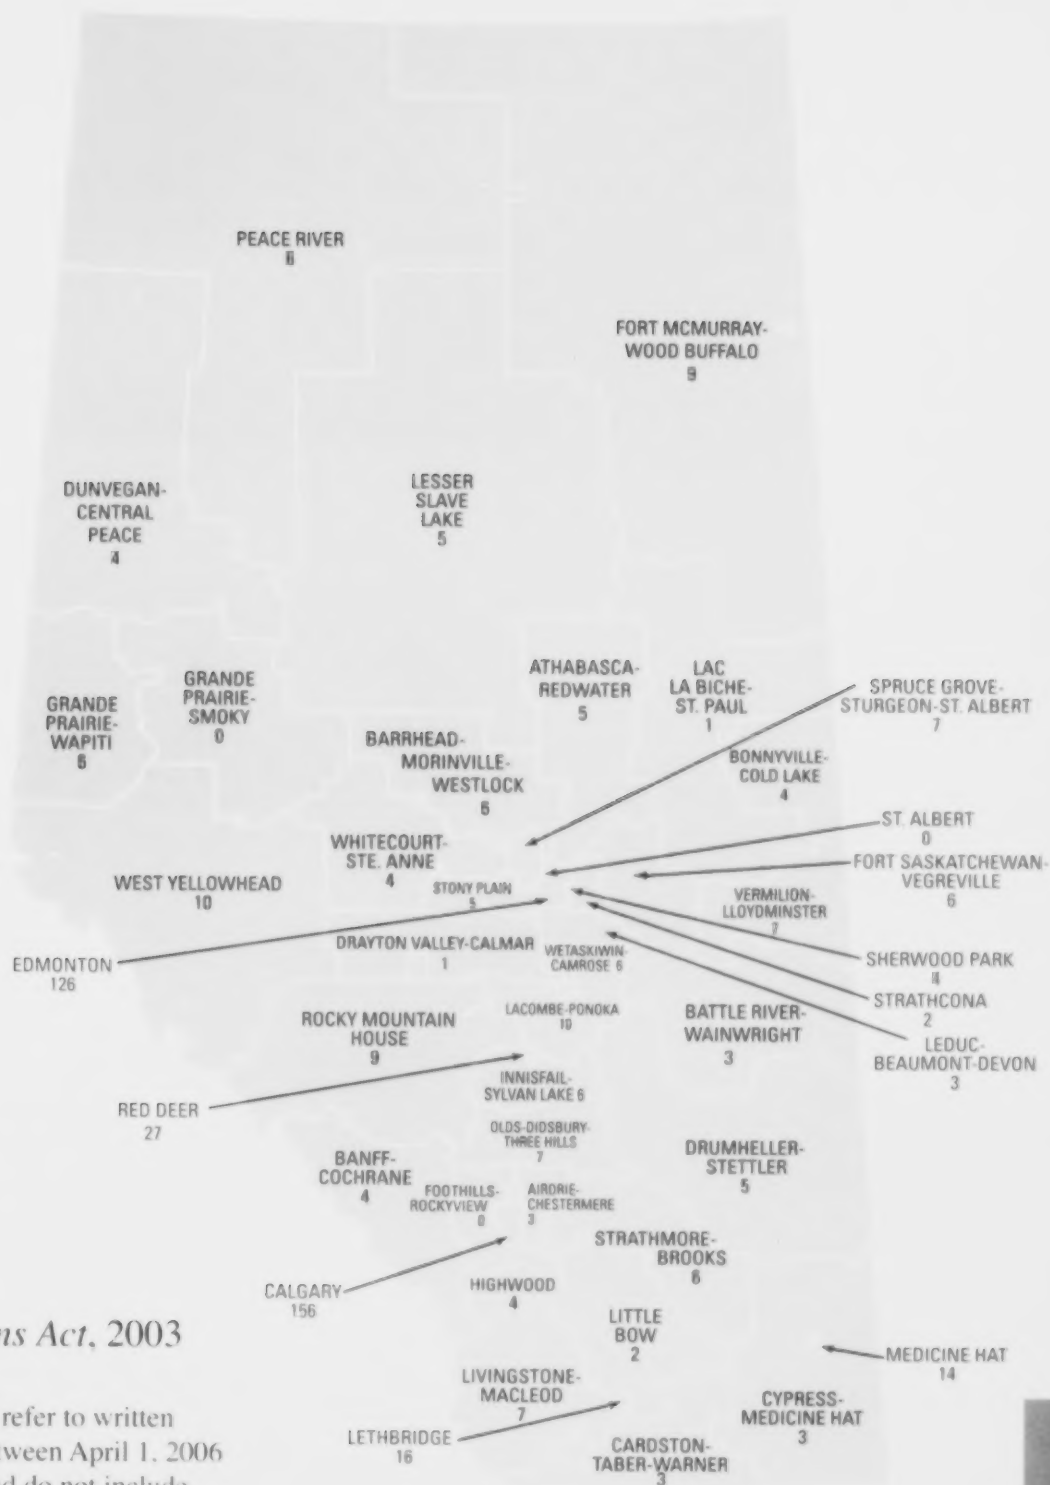 PEACE RIVER
6
FORT MCMURRAY-
WOOD BUFFALO
9
DUNVEGAN-
CENTRAL
PEACE
4
LESSER
SLAVE
LAKE
5
GRANDE
PRAIRIE-
WAPITI
GRANDE
PRAIRIE-
SMOKY
0
ATHABASCA-
REDWATER
5
LAC
LA BICHE-
ST. PAUL
1
SPRUCE GROVE-
STURGEON-ST. ALBERT
7
BARRHEAD-
MORINVILLE-
WESTLOCK
6
BONNYVILLE-
COLD LAKE
4
ST. ALBERT
0
WHITECOURT-
STE. ANNE
4
FORT SASKATCHEWAN-
VEGREVILLE
6
WEST YELLOWHEAD
10
STONY PLAIN
5
VERMILION-
LLOYDMINSTER
7
EDMONTON
126
DRAYTON VALLEY-CALMAR
1
WETASKIWIN-
CAMROSE 6
SHERWOOD PARK
4
STRATHCONA
2
LEDUC-
BEAUMONT-DEVON
3
ROCKY MOUNTAIN
HOUSE
9
LACOMBE-PONOKA
10
BATTLE RIVER-
WAINWRIGHT
3
RED DEER
27
INNISFAIL-
SYLVAN LAKE 6
OLDS-DIDSBURY-
THREE HILLS
7
BANFF-
COCHRANE
4
FOOTHILLS-
ROCKYVIEW
0
AIRDRIE-
CHESTERMERE
3
DRUMHELLER-
STETTLER
5
STRATHMORE-
BROOKS
6
CALGARY
156
HIGHWOOD
4
LITTLE
BOW
2
MEDICINE HAT
14
LIVINGSTONE-
MACLEOD
7
CYPRESS-
MEDICINE HAT
3
LETHBRIDGE
16
CARDSTON-
TABER-WARNER
3
ns Act, 2003
refer to written
ween April 1, 2006
d do not include